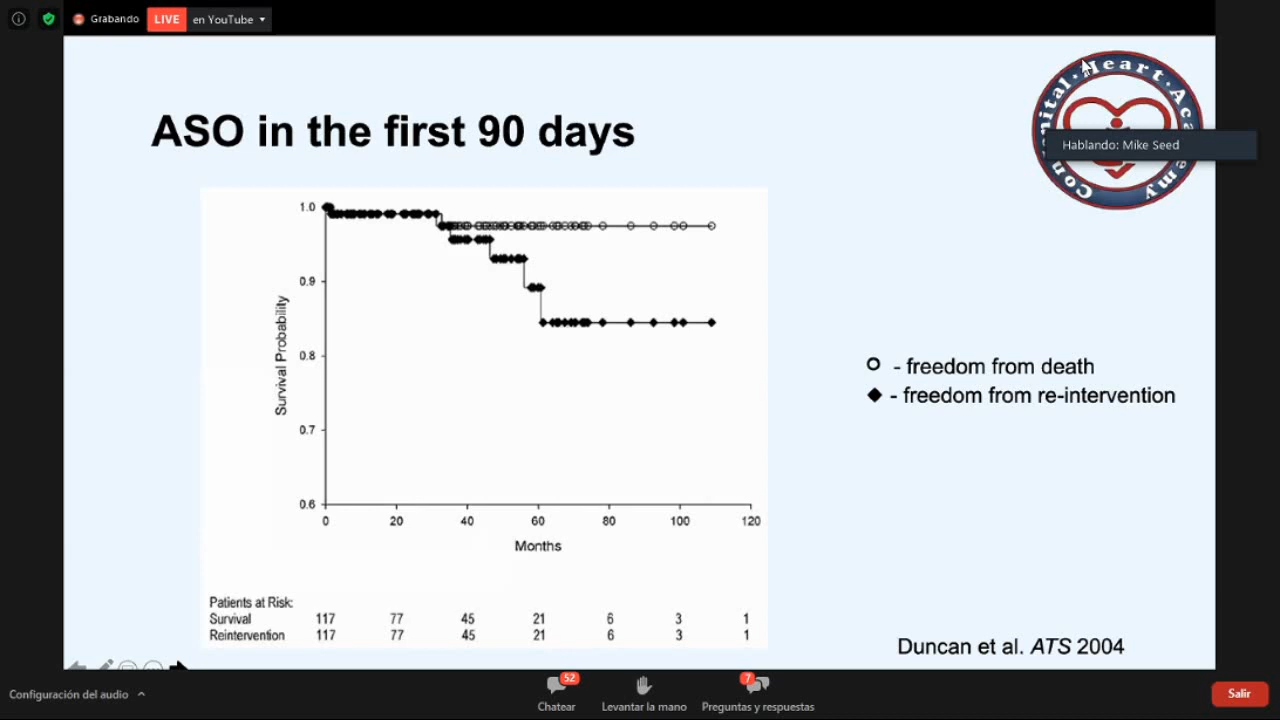 Grabando LIVE en YouTube
ASO in the first 90 days
Hablando: Mike Seed
1.0
0.9
0.8
0.7
0.6
Survival Probability
0 20 40 60 80 100 120
Months
Patients at Risk:
Survival 117 77 45 21 6 3 1
Reintervention 117 77 45 21 6 3 1
- freedom from death
- freedom from re-intervention
Duncan et al. ATS 2004
Configuración del audio
52
Chatear
Levantar la mano
7
Preguntas y respuestas
Salir